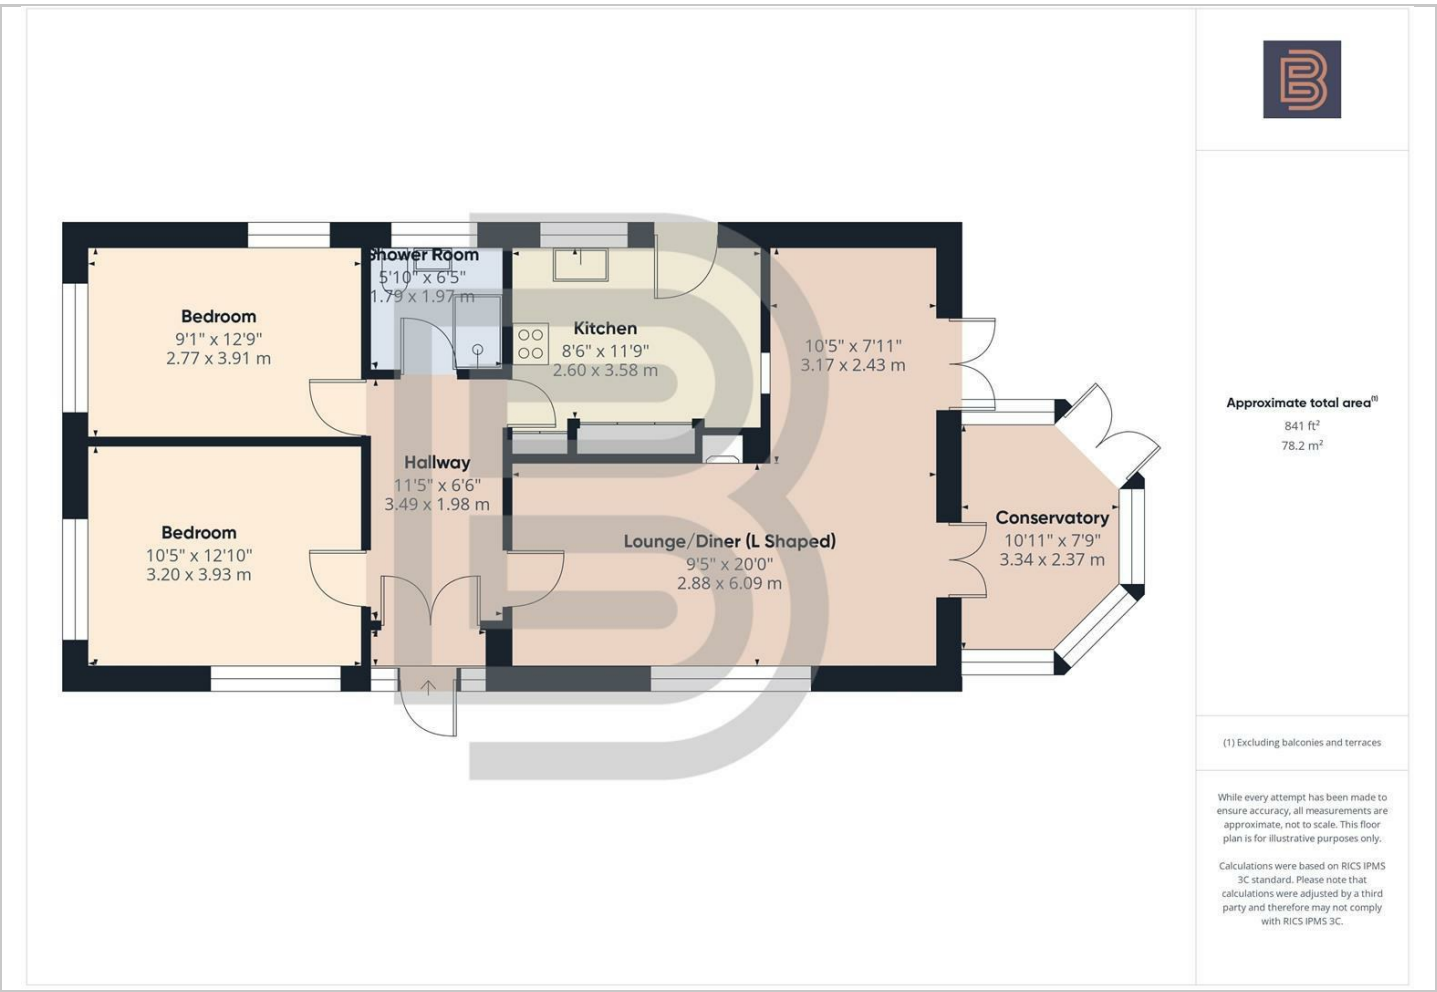 Shower Room
5'10" x 6'5"
1.79 x 1.97 m
Bedroom
9'1" x 12'9"
2.77 x 3.91 m
Kitchen
8'6" x 11'9"
2.60 x 3.58 m
10'5" x 7'11"
3.17 x 2.43 m
Hallway
11'5" x 6'6"
3.49 x 1.98 m
Bedroom
10'5" x 12'10"
3.20 x 3.93 m
Lounge/Diner (L Shaped)
9'5" x 20'0"
2.88 x 6.09 m
Conservatory
10'11" x 7'9"
3.34 x 2.37 m
B
Approximate total area(1)
841 ft²
78.2 m²
(1) Excluding balconies and terraces
While every attempt has been made to
ensure accuracy, all measurements are
approximate, not to scale. This floor
plan is for illustrative purposes only.
Calculations were based on RICS IPMS
3C standard. Please note that
calculations were adjusted by a third
party and therefore may not comply
with RICS IPMS 3C.